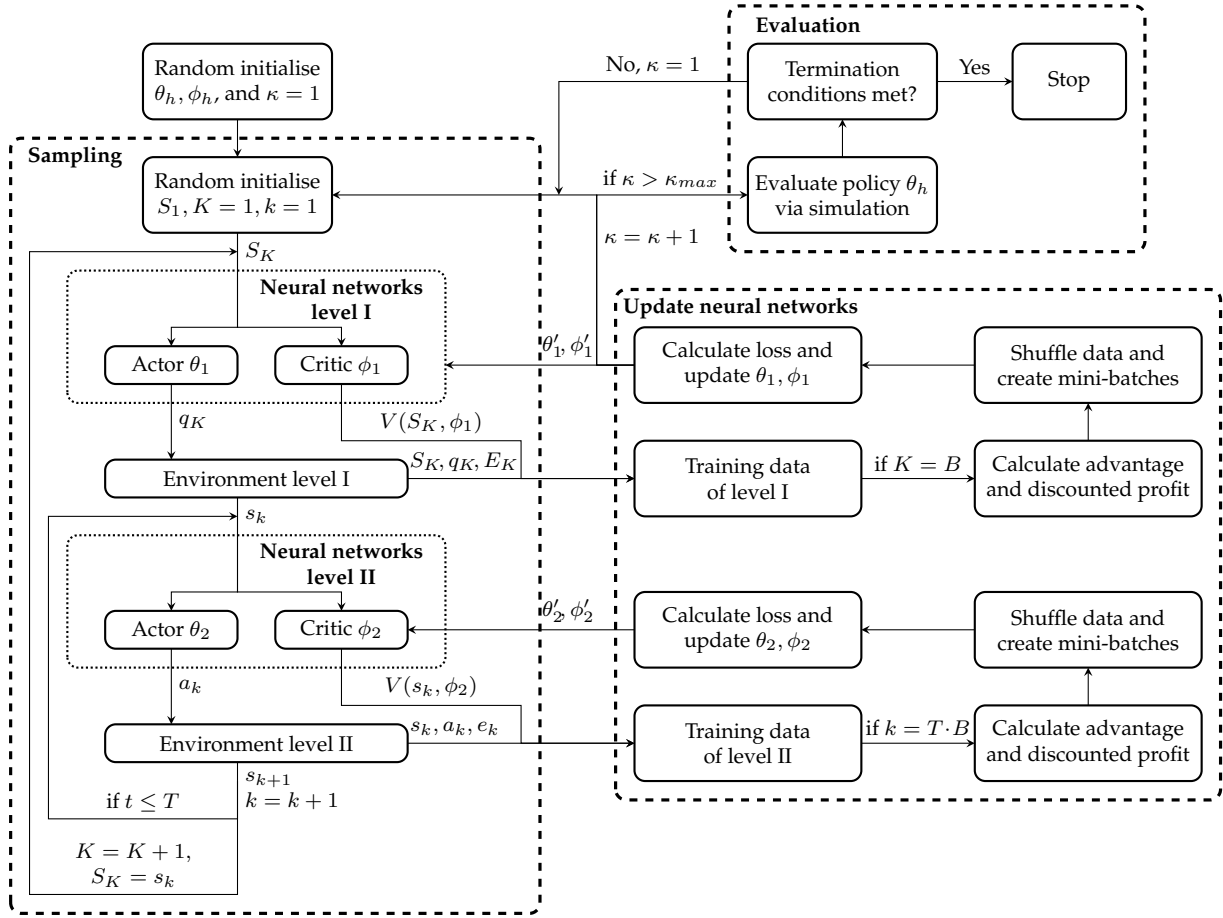 Random initialise
θ_h, ϕ_h, and κ = 1
Evaluation
No, κ = 1
Termination
conditions met?
Yes
Stop
Evaluate policy θ_h
via simulation
if κ > κ_{max}
κ = κ + 1
Sampling
Random initialise
S_1, K = 1, k = 1
S_K
Neural networks
level I
Actor θ_1
Critic ϕ_1
q_K
V(S_K, ϕ_1)
Environment level I
S_K, q_K, E_K
s_k
Neural networks
level II
Actor θ_2
Critic ϕ_2
a_k
V(s_k, ϕ_2)
Environment level II
s_k, a_k, e_k
s_{k+1}
k = k + 1
if t ≤ T
K = K + 1,
S_K = s_k
Update neural networks
θ′_1, ϕ′_1
Calculate loss and
update θ_1, ϕ_1
Shuffle data and
create mini-batches
Training data
of level I
if K = B
Calculate advantage
and discounted profit
θ′_2, ϕ′_2
Calculate loss and
update θ_2, ϕ_2
Shuffle data and
create mini-batches
Training data
of level II
if k = T·B
Calculate advantage
and discounted profit